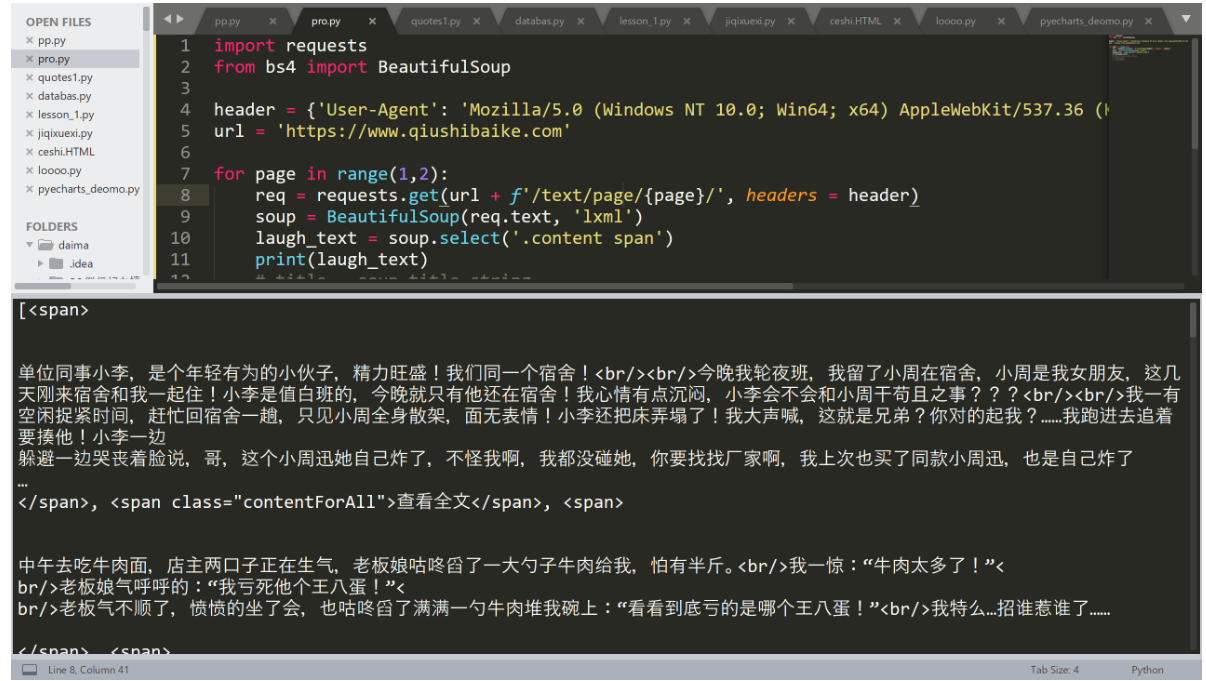 OPEN FILES
× pp.py
× pro.py
× quotes1.py
× databas.py
× lesson_1.py
× jiqixuexi.py
× ceshi.HTML
× loooo.py
× pyecharts_deomo.py
FOLDERS
daima
.idea
pp.py × pro.py × quotes1.py × databas.py × lesson_1.py × jiqixuexi.py × ceshi.HTML × loooo.py × pyecharts_deomo.py ×
1 import requests
2 from bs4 import BeautifulSoup
3
4 header = {'User-Agent': 'Mozilla/5.0 (Windows NT 10.0; Win64; x64) AppleWebKit/537.36 (
5 url = 'https://www.qiushibaike.com'
6
7 for page in range(1,2):
8 req = requests.get(url + f'/text/page/{page}/', headers = header)
9 soup = BeautifulSoup(req.text, 'lxml')
10 laugh_text = soup.select('.content span')
11 print(laugh_text)
12 # title = soup.title.string
[<span>
单位同事小李，是个年轻有为的小伙子，精力旺盛！我们同一个宿舍！<br/><br/>今晚我轮夜班，我留了小周在宿舍，小周是我女朋友，这几
天刚来宿舍和我一起住！小李是值白班的，今晚就只有他还在宿舍！我心情有点沉闷，小李会不会和小周干苟且之事？？？<br/><br/>我一有
空闲捉紧时间，赶忙回宿舍一趟，只见小周全身散架，面无表情！小李还把床弄塌了！我大声喊，这就是兄弟？你对的起我？……我跑进去追着
要揍他！小李一边
躲避一边哭丧着脸说，哥，这个小周迅她自己炸了，不怪我啊，我都没碰她，你要找找厂家啊，我上次也买了同款小周迅，也是自己炸了
…
</span>, <span class="contentForAll">查看全文</span>, <span>
中午去吃牛肉面，店主两口子正在生气，老板娘咕咚舀了一大勺子牛肉给我，怕有半斤。<br/>我一惊：“牛肉太多了！”<
br/>老板娘气呼呼的：“我亏死他个王八蛋！”<
br/>老板气不顺了，愤愤的坐了会，也咕咚舀了满满一勺牛肉堆我碗上：“看看到底亏的是哪个王八蛋！”<br/>我特么…招谁惹谁了……
</span>, <span>
Line 8, Column 41
Tab Size: 4
Python